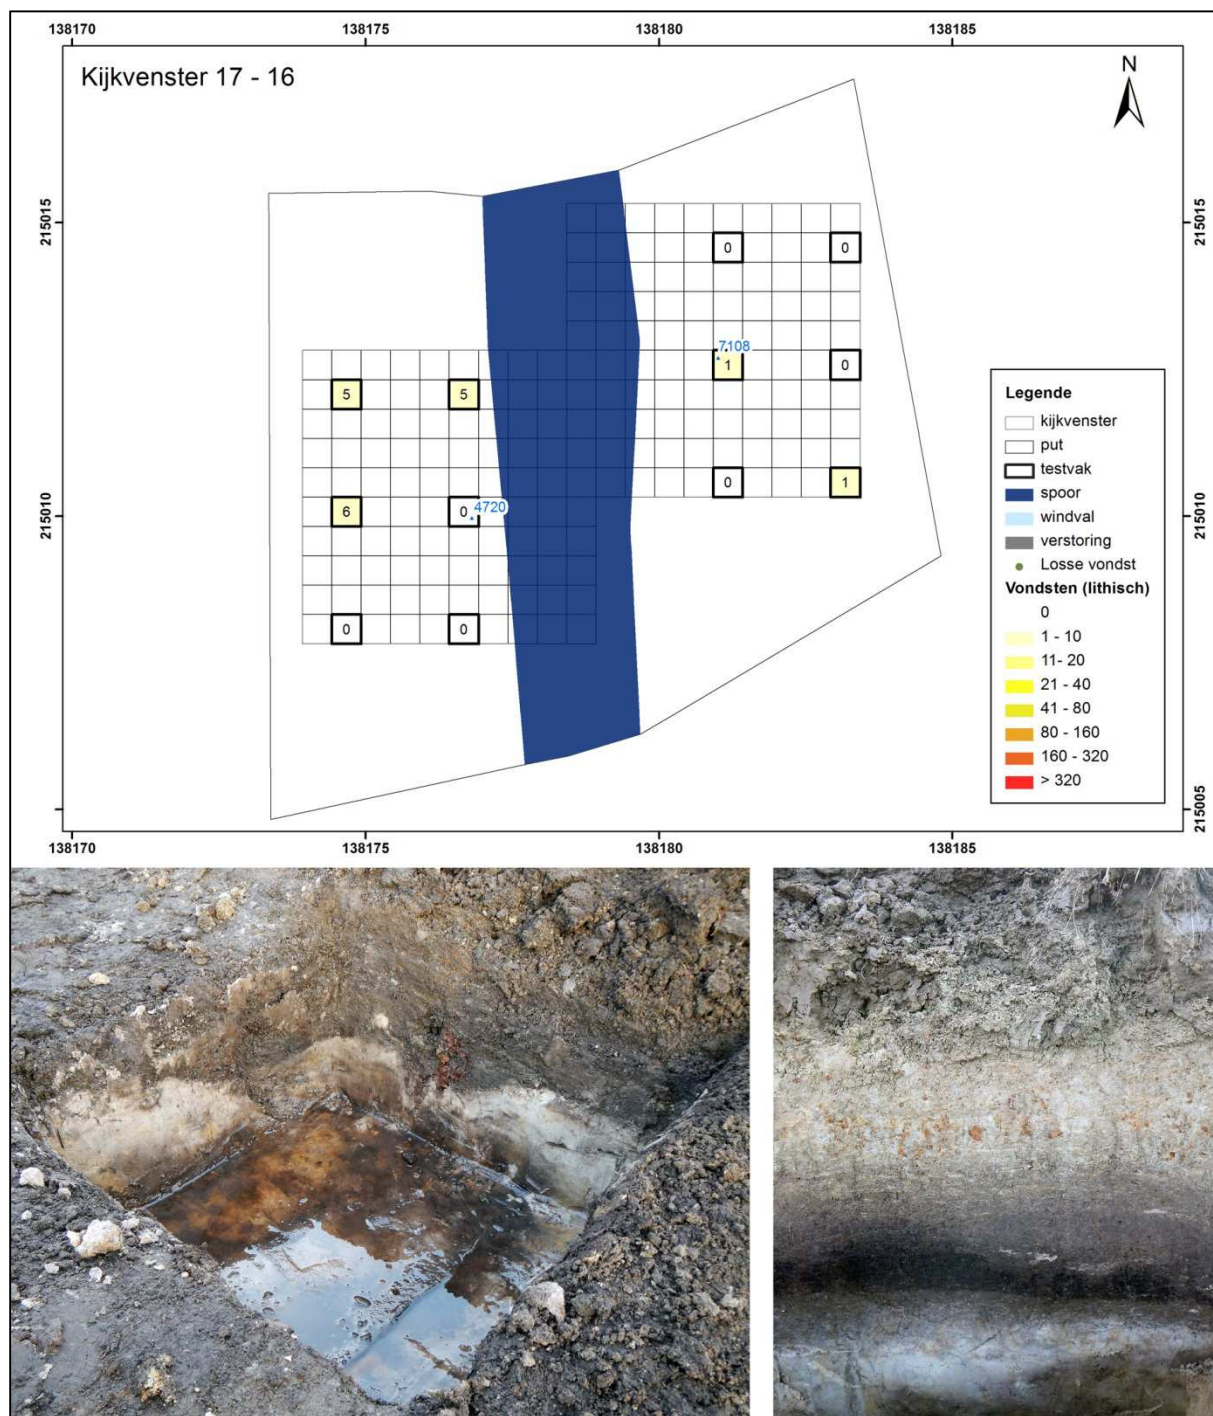 138170 138175 138180 138185
Kijkvenster 17 - 16
N
215015 215015
0 0
7108
1 0
5 5
0 1
6 0 4720
215010 215010
0 0
215005 215005
138170 138175 138180 138185
Legende
kijkvenster
put
testvak
spoor
windval
verstoring
Losse vondst
Vondsten (lithisch)
0
1 - 10
11- 20
21 - 40
41 - 80
80 - 160
160 - 320
> 320